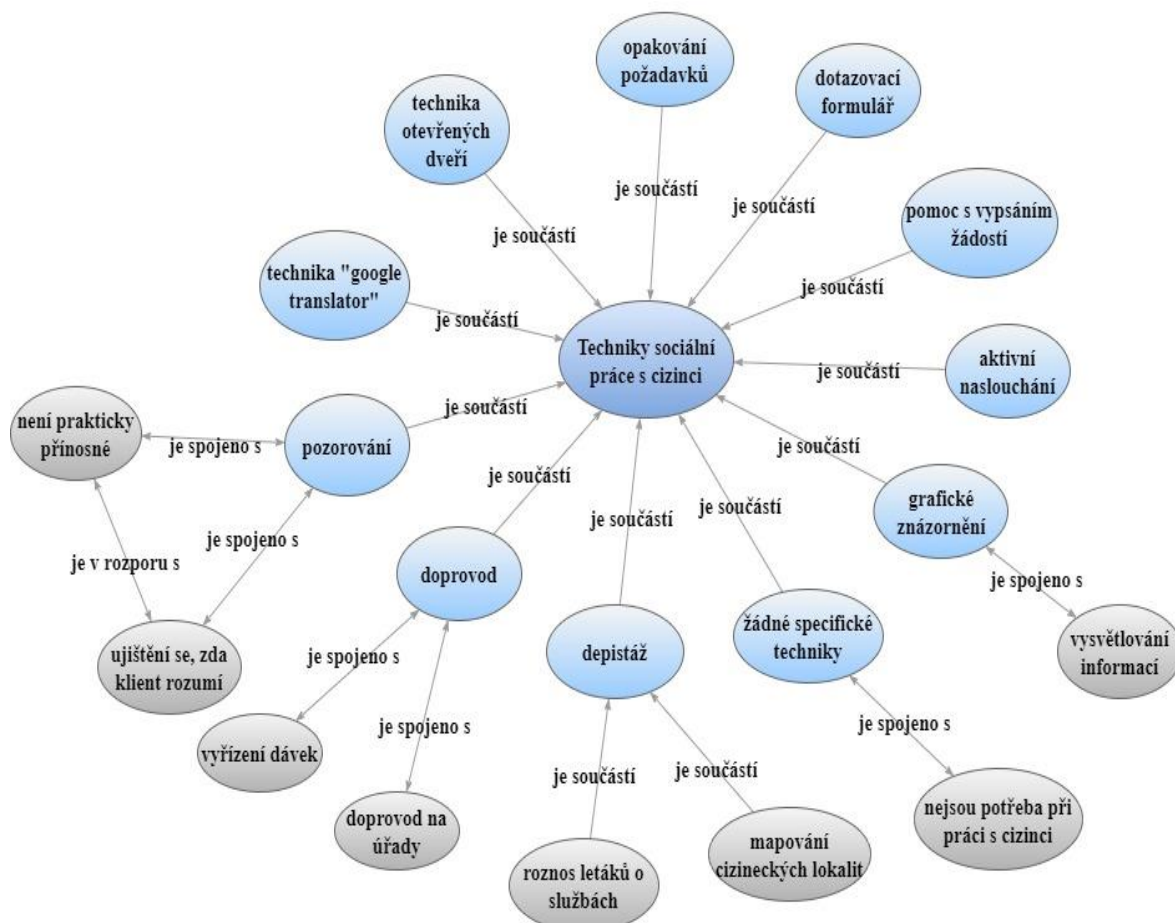 opakování
požadavků
dotazovací
formulář
technika
otevřených
dveří
je součástí
je součástí
pomoc s vypsáním
žádostí
je součástí
technika "google
translator"
je součástí
je součástí
Techniky sociální
práce s cizinci
aktivní
naslouchání
je součástí
je součástí
není prakticky
přínosné
je spojeno s
pozorování
je součástí
je součástí
grafické
znázornění
je součástí
je součástí
je spojeno s
je v rozporu s
doprovod
je spojeno s
žádné specifické
techniky
depistáž
ujištění se, zda
klient rozumí
vysvětlování
informací
je spojeno s
je spojeno s
je spojeno s
vyřízení dávek
je součástí
je součástí
doprovod na
úřady
nejsou potřeba při
práci s cizinci
mapování
cizineckých lokalit
roznos letáků o
službách